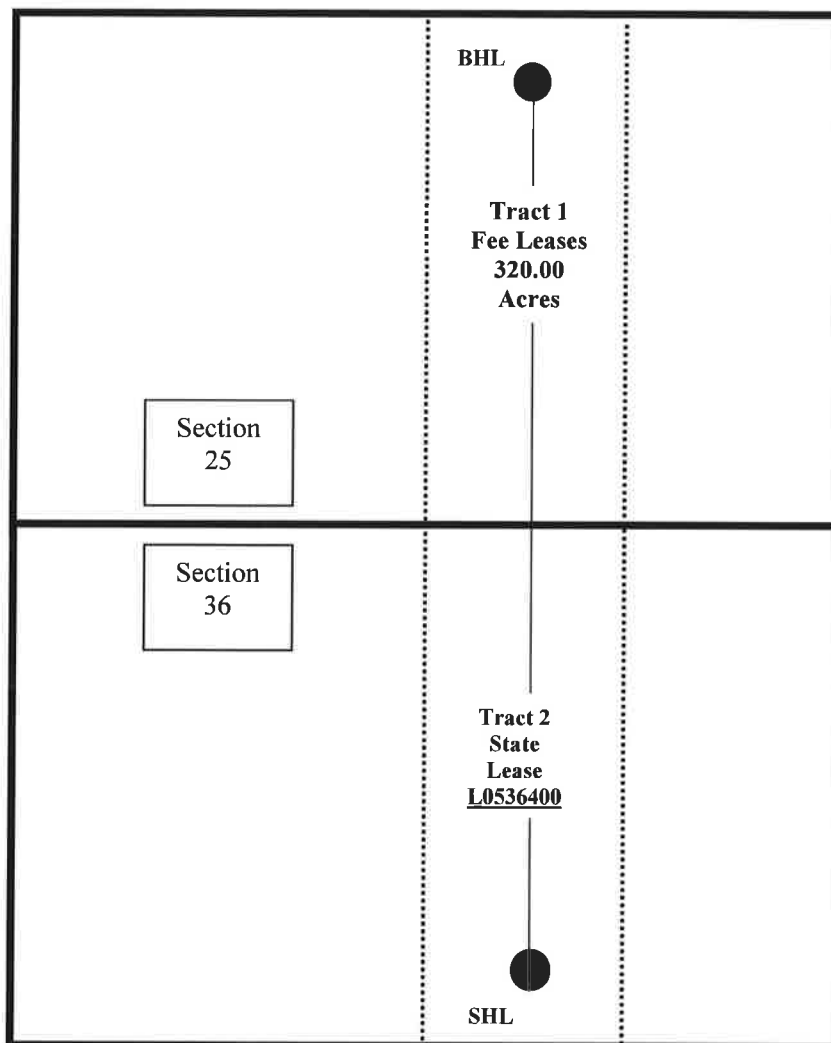 BHL
Tract 1
Fee Leases
320.00
Acres
Section
25
Section
36
Tract 2
State
Lease
L0536400
SHL